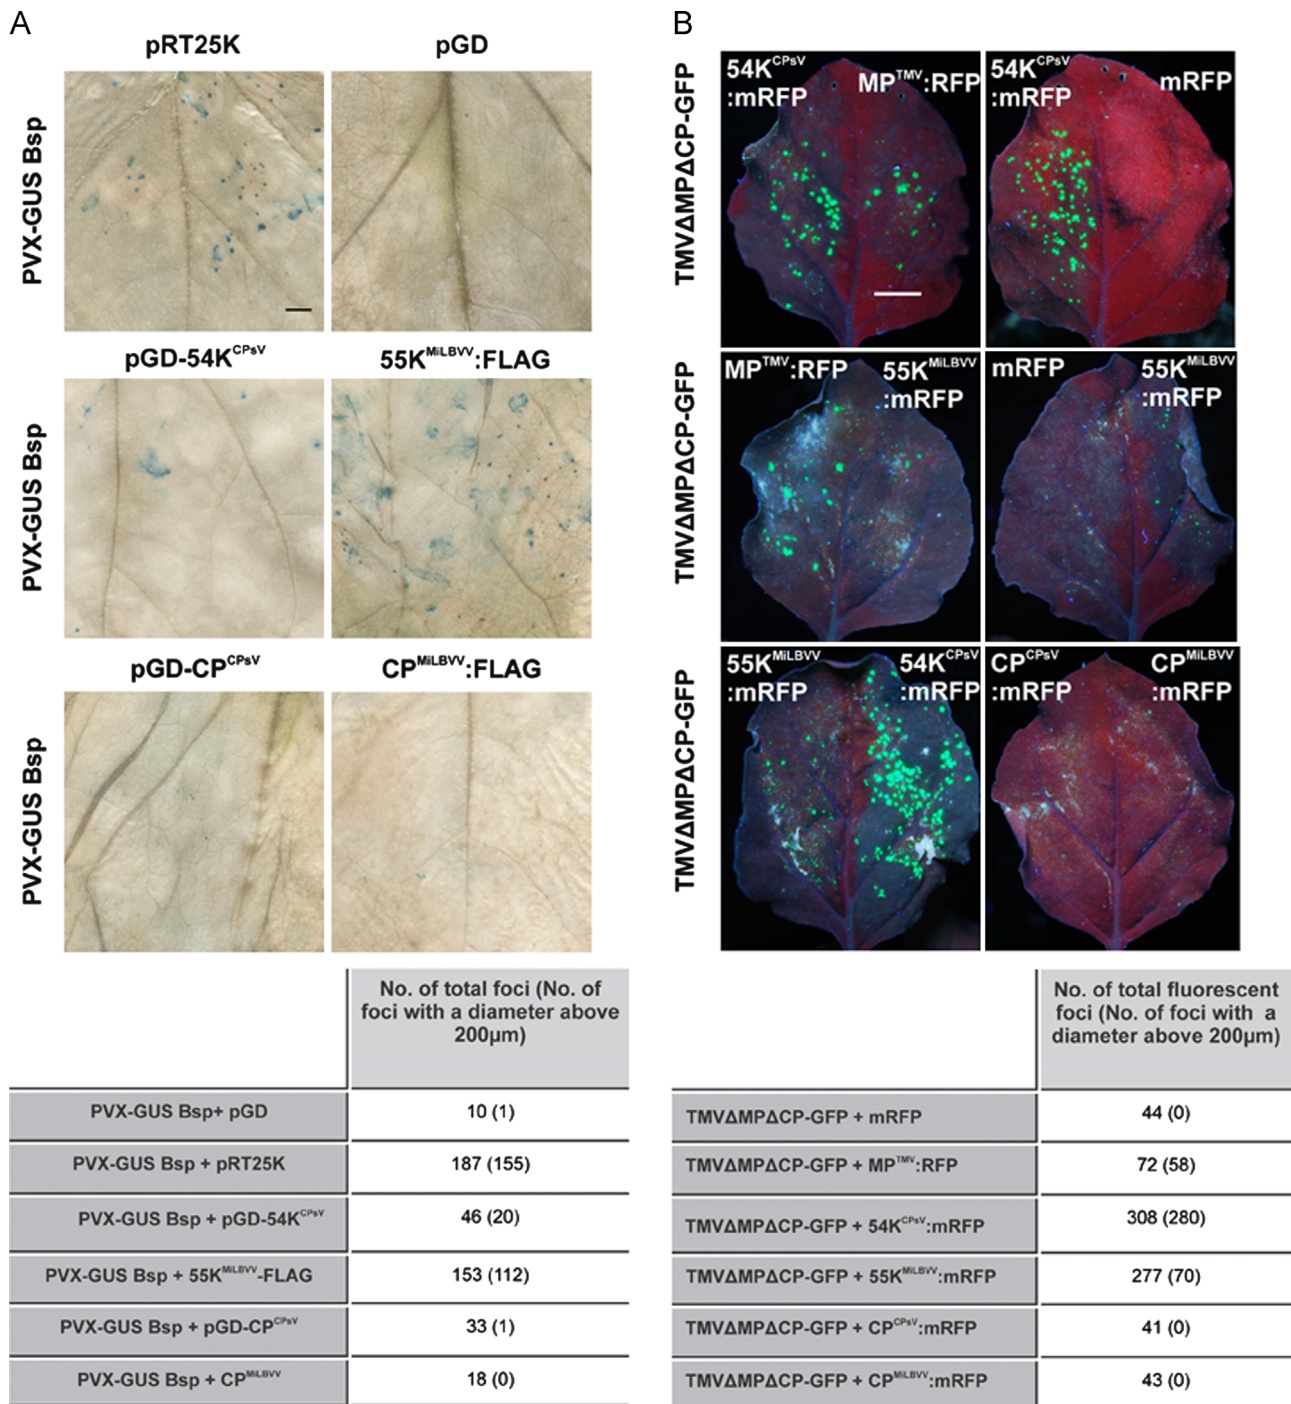 A
pRT25K
pGD
PVX-GUS Bsp
pGD-54K^CPsV
55K^MiLBVV:FLAG
PVX-GUS Bsp
pGD-CP^CPsV
CP^MiLBVV:FLAG
PVX-GUS Bsp
No. of total foci (No. of
foci with a diameter above
200µm)
PVX-GUS Bsp+ pGD
10 (1)
PVX-GUS Bsp + pRT25K
187 (155)
PVX-GUS Bsp + pGD-54K^CPsV
46 (20)
PVX-GUS Bsp + 55K^MiLBVV-FLAG
153 (112)
PVX-GUS Bsp + pGD-CP^CPsV
33 (1)
PVX-GUS Bsp + CP^MiLBVV
18 (0)
B
TMVΔMPΔCP-GFP
54K^CPsV
:mRFP
MP^TMV:RFP
54K^CPsV
:mRFP
mRFP
TMVΔMPΔCP-GFP
MP^TMV:RFP
55K^MiLBVV
:mRFP
mRFP
55K^MiLBVV
:mRFP
TMVΔMPΔCP-GFP
55K^MiLBVV
:mRFP
54K^CPsV
:mRFP
CP^CPsV
:mRFP
CP^MiLBVV
:mRFP
No. of total fluorescent
foci (No. of foci with a
diameter above 200µm)
TMVΔMPΔCP-GFP + mRFP
44 (0)
TMVΔMPΔCP-GFP + MP^TMV:RFP
72 (58)
TMVΔMPΔCP-GFP + 54K^CPsV:mRFP
308 (280)
TMVΔMPΔCP-GFP + 55K^MiLBVV:mRFP
277 (70)
TMVΔMPΔCP-GFP + CP^CPsV:mRFP
41 (0)
TMVΔMPΔCP-GFP + CP^MiLBVV:mRFP
43 (0)